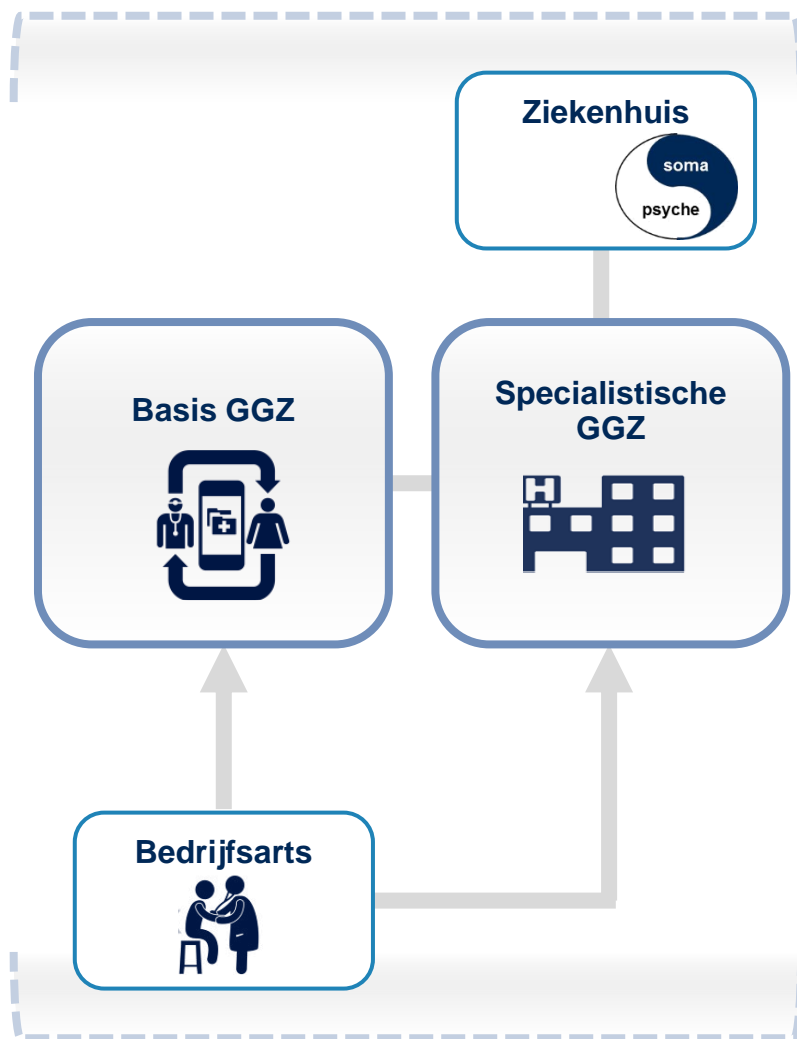 Ziekenhuis
soma
psyche
Basis GGZ
Specialistische
GGZ
H
Bedrijfsarts